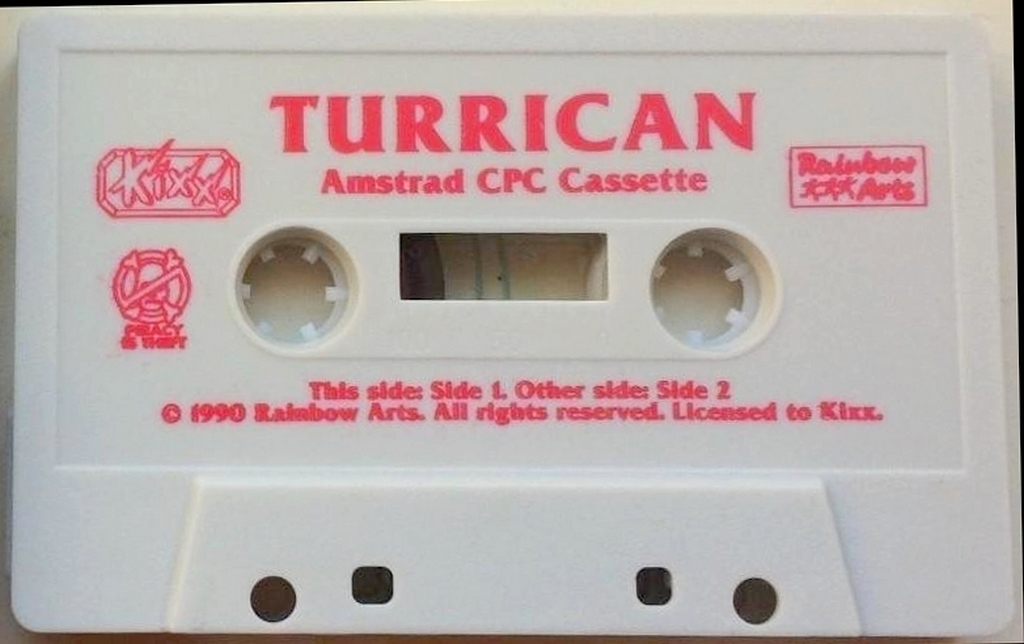 TURRICAN
Amstrad CPC Cassette
Kixx
Rainbow
Arts
PIRACY
IS THEFT
This side: Side 1. Other side: Side 2
© 1990 Rainbow Arts. All rights reserved. Licensed to Kixx.